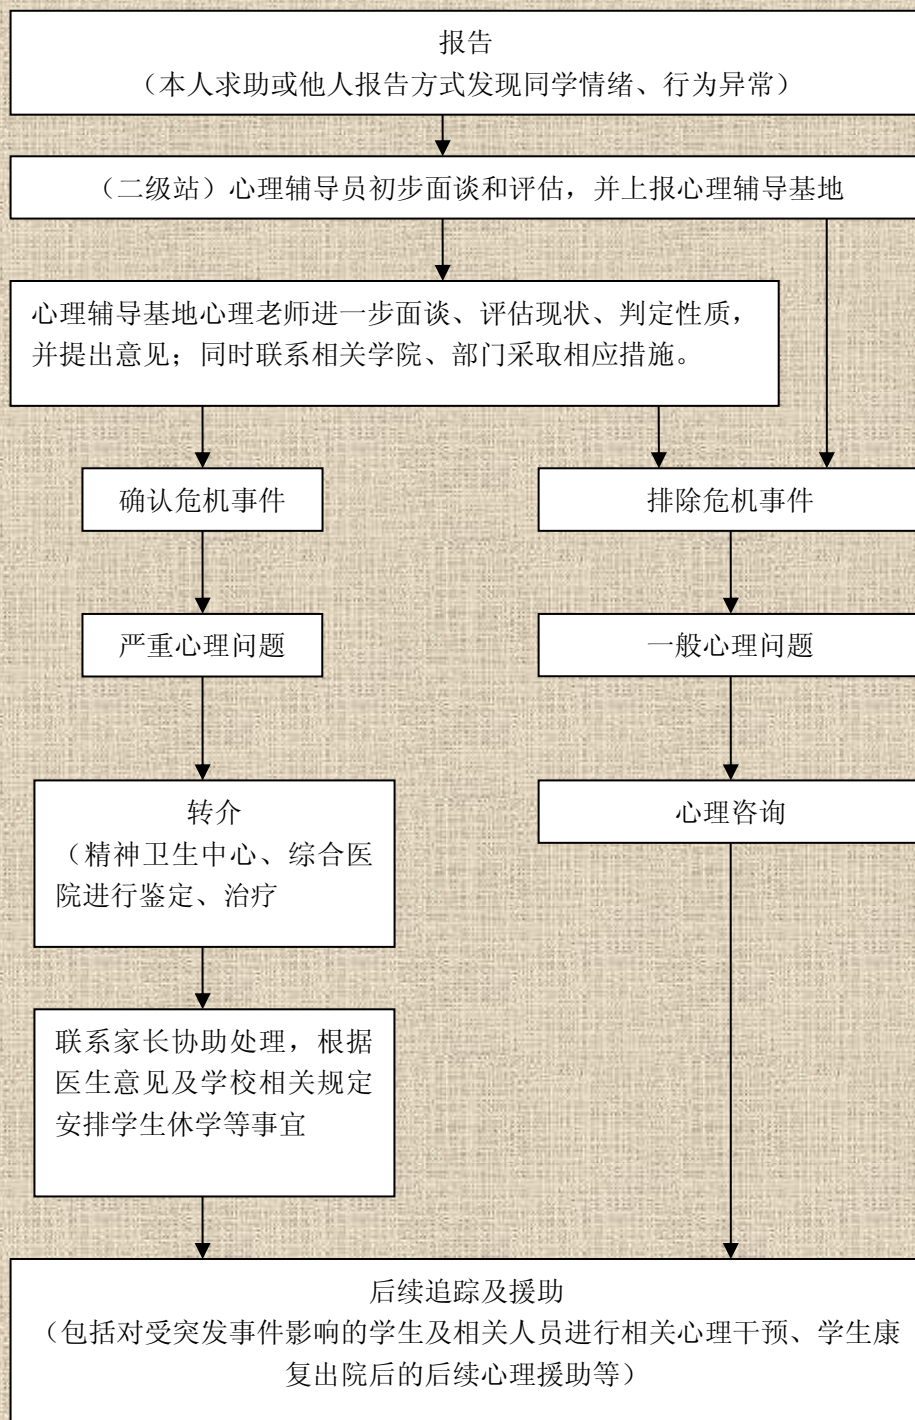 报告
（本人求助或他人报告方式发现同学情绪、行为异常）
（二级站）心理辅导员初步面谈和评估，并上报心理辅导基地
心理辅导基地心理老师进一步面谈、评估现状、判定性质，
并提出意见；同时联系相关学院、部门采取相应措施。
确认危机事件
排除危机事件
严重心理问题
一般心理问题
转介
（精神卫生中心、综合医
院进行鉴定、治疗
心理咨询
联系家长协助处理，根据
医生意见及学校相关规定
安排学生休学等事宜
后续追踪及援助
（包括对受突发事件影响的学生及相关人员进行相关心理干预、学生康
复出院后的后续心理援助等）